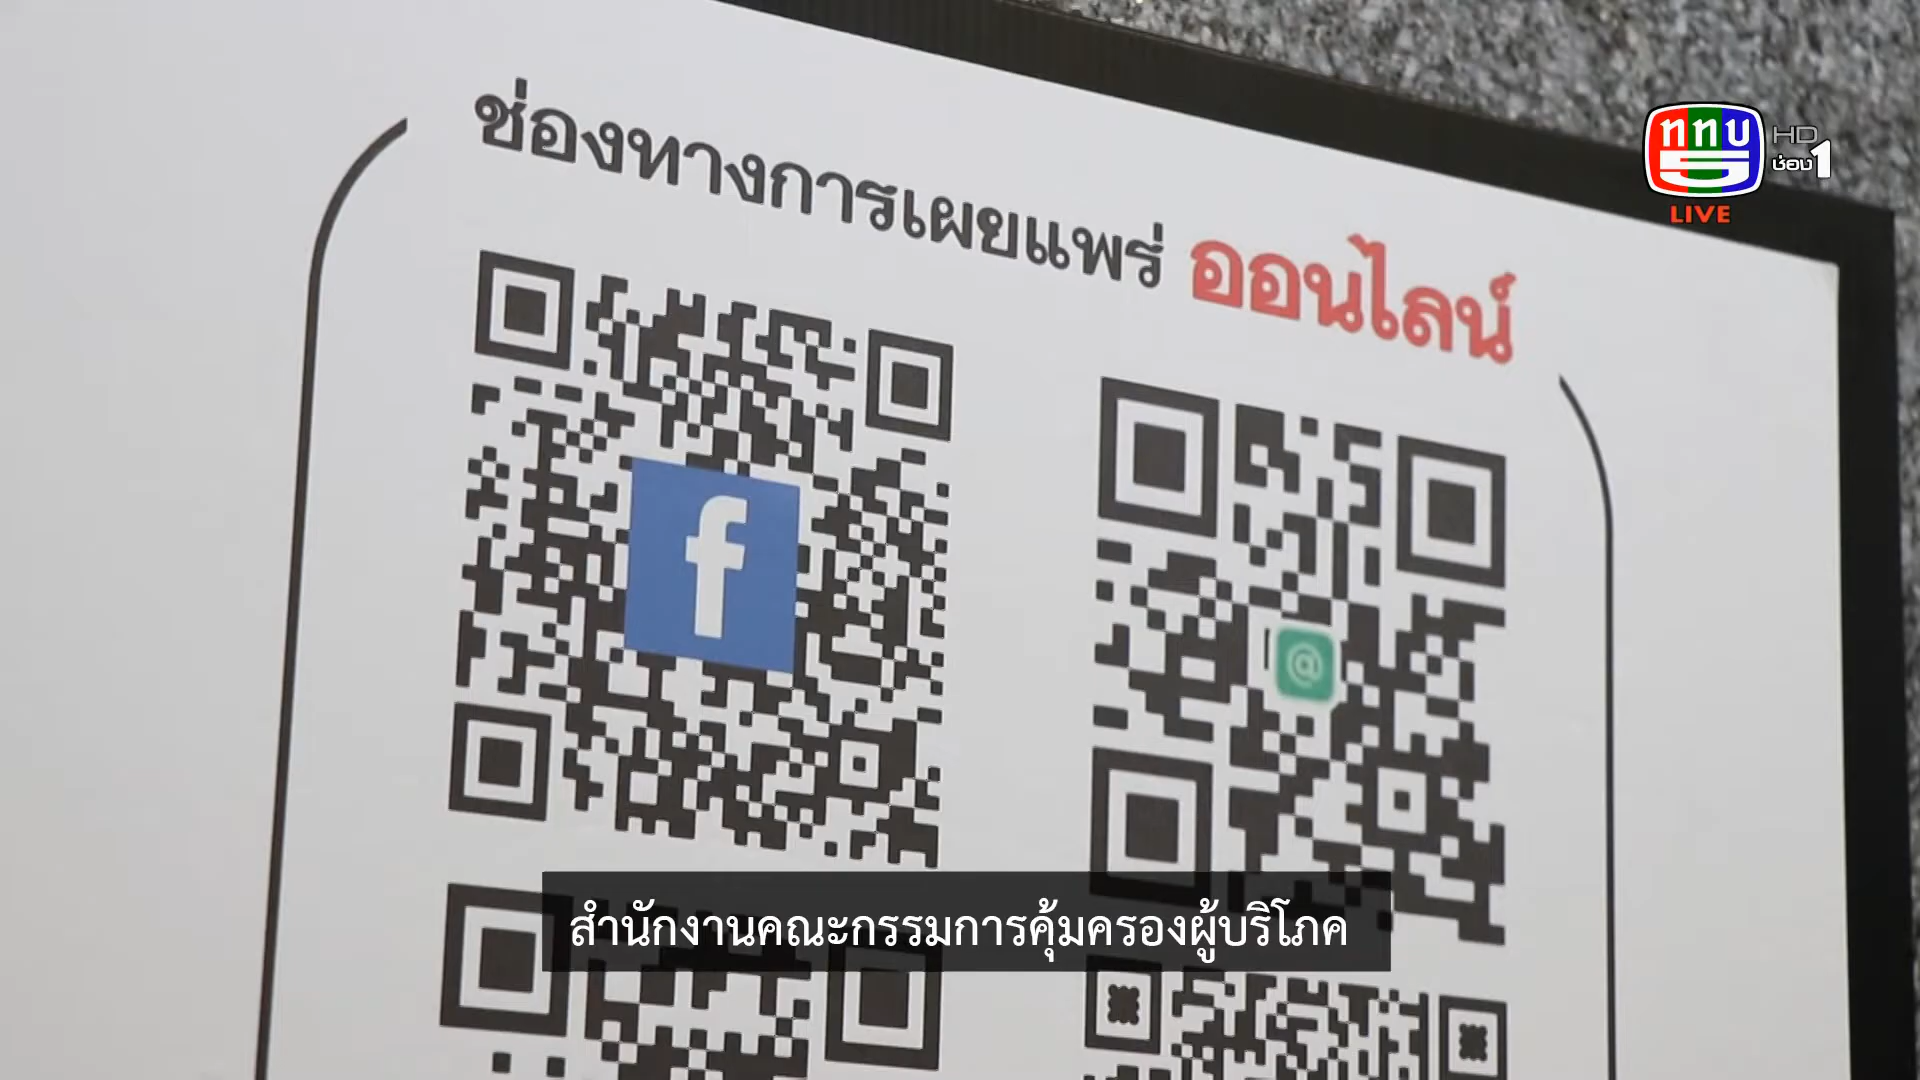 ช่องทางการเผยแพร่ ออนไลน์
ททบ HD
5 ช่อง 1
LIVE
f
@
สำนักงานคณะกรรมการคุ้มครองผู้บริโภค